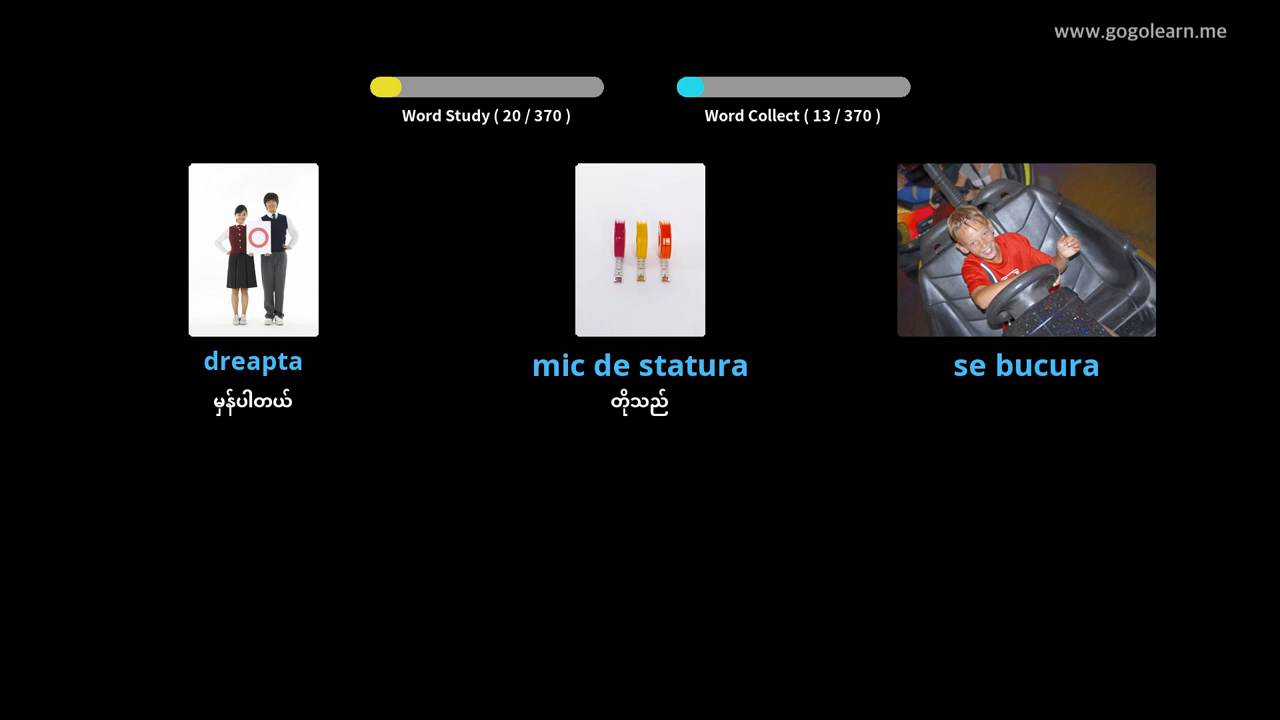 www.gogolearn.me
Word Study ( 20 / 370 )
Word Collect ( 13 / 370 )
dreapta
mic de statura
se bucura
မှန်ပါတယ်
တိုသည်